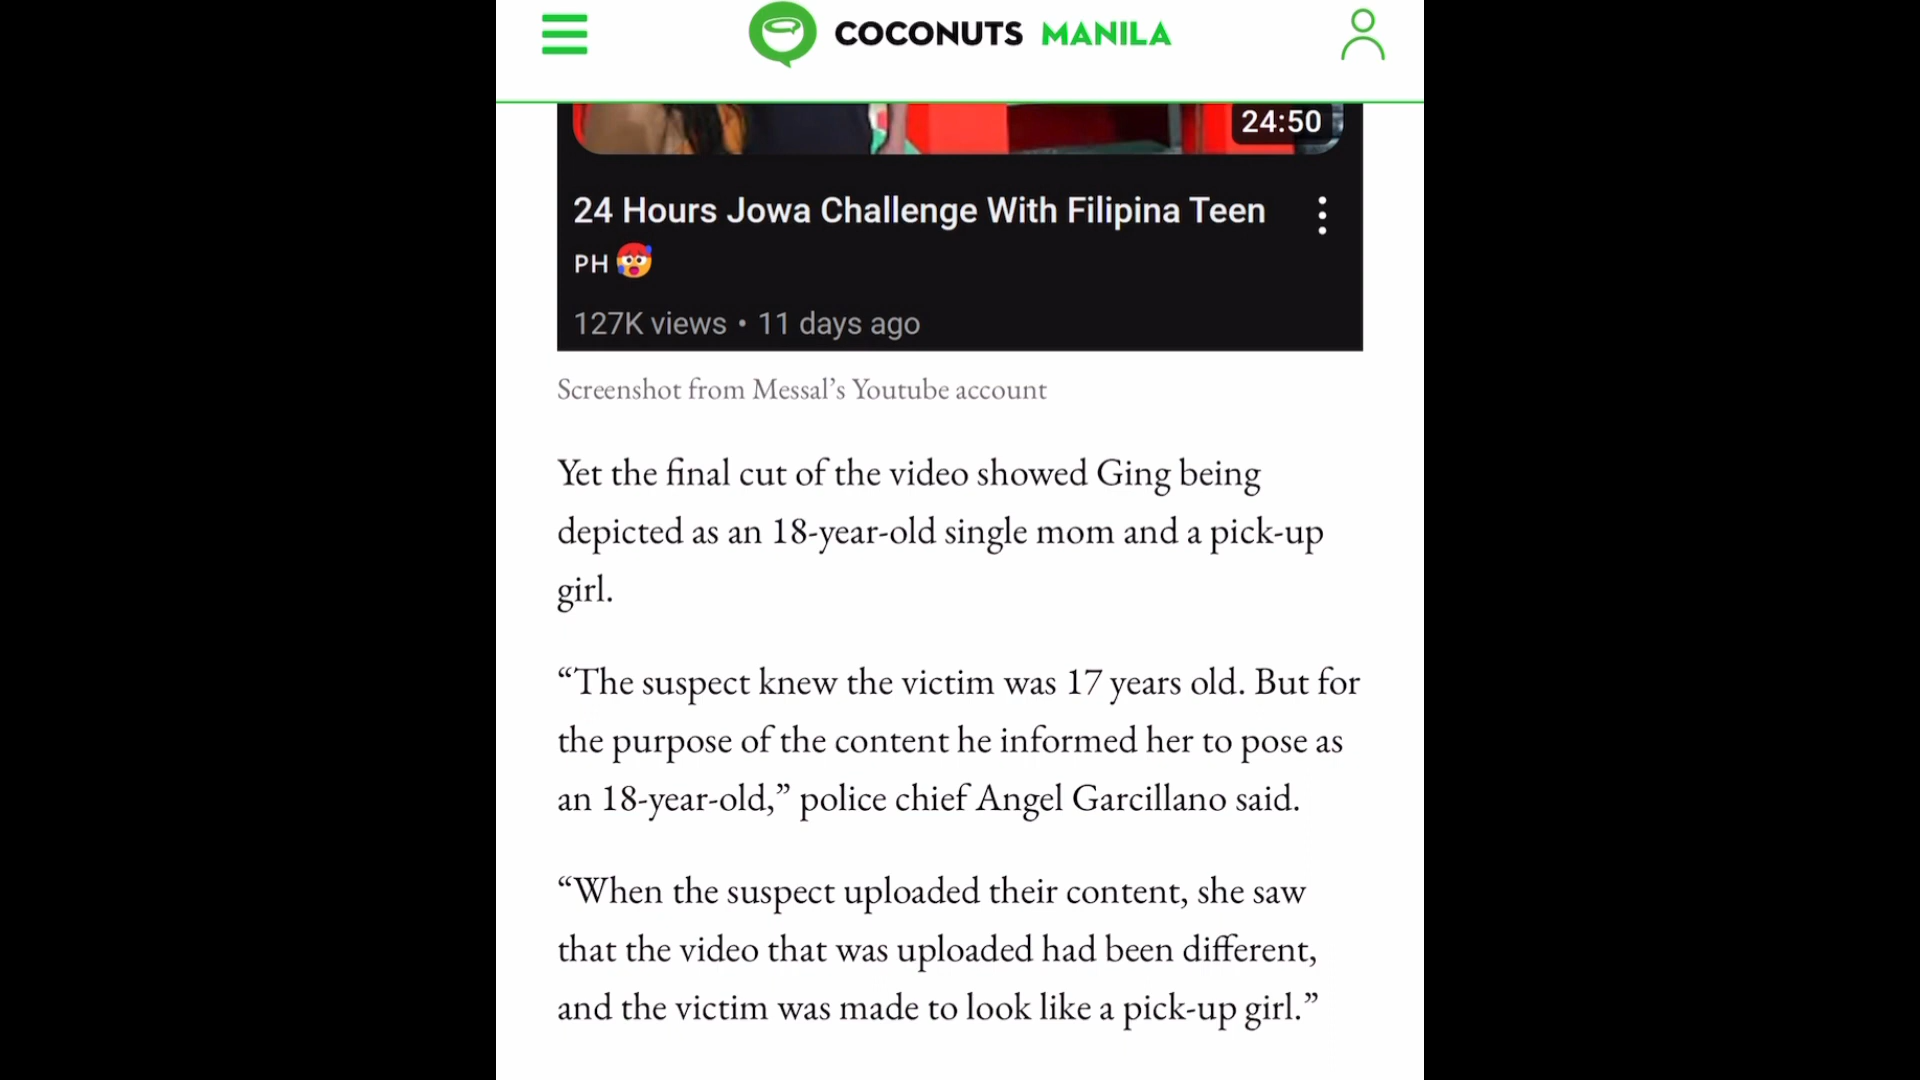 COCONUTS MANILA
24:50
24 Hours Jowa Challenge With Filipina Teen
PH 🥵
127K views • 11 days ago
Screenshot from Messal’s Youtube account
Yet the final cut of the video showed Ging being
depicted as an 18-year-old single mom and a pick-up
girl.
“The suspect knew the victim was 17 years old. But for
the purpose of the content he informed her to pose as
an 18-year-old,” police chief Angel Garcillano said.
“When the suspect uploaded their content, she saw
that the video that was uploaded had been different,
and the victim was made to look like a pick-up girl.”